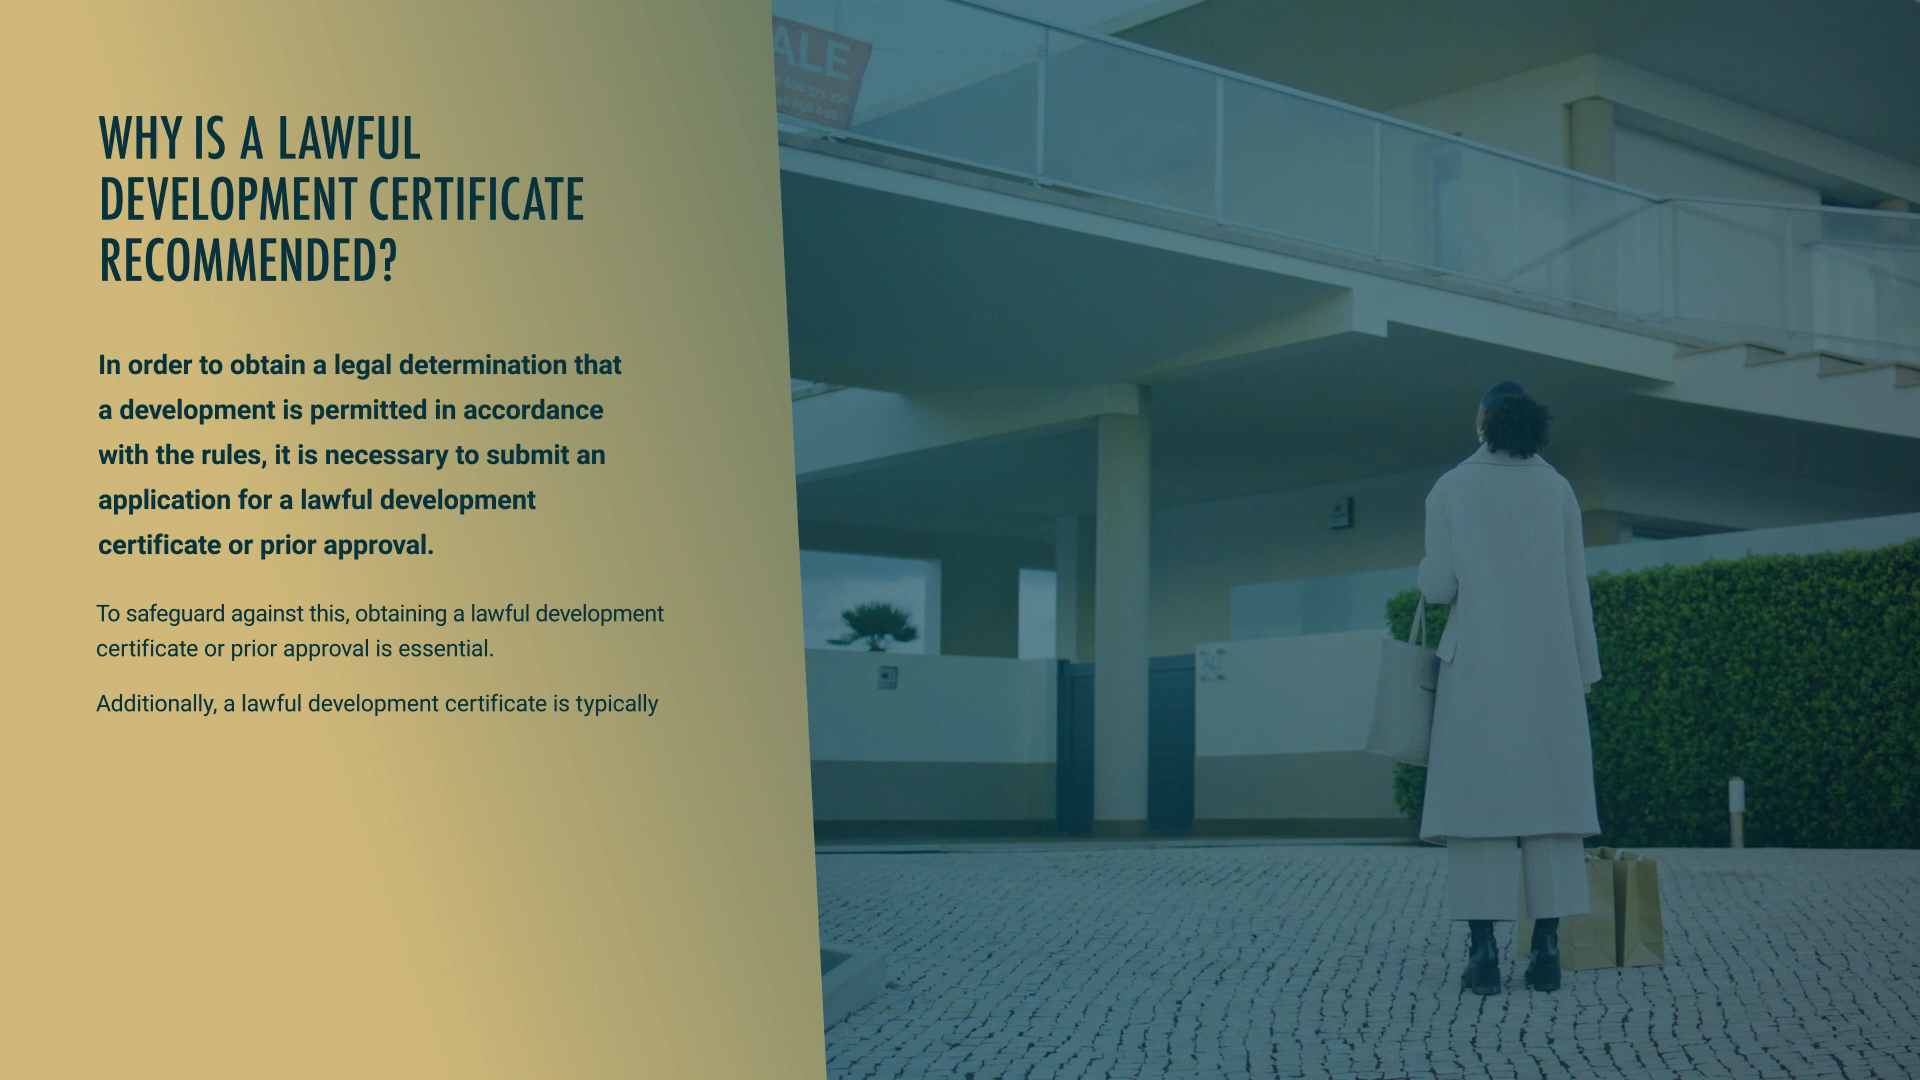 WHY IS A LAWFUL
DEVELOPMENT CERTIFICATE
RECOMMENDED?
In order to obtain a legal determination that
a development is permitted in accordance
with the rules, it is necessary to submit an
application for a lawful development
certificate or prior approval.
To safeguard against this, obtaining a lawful development
certificate or prior approval is essential.
Additionally, a lawful development certificate is typically
ALE